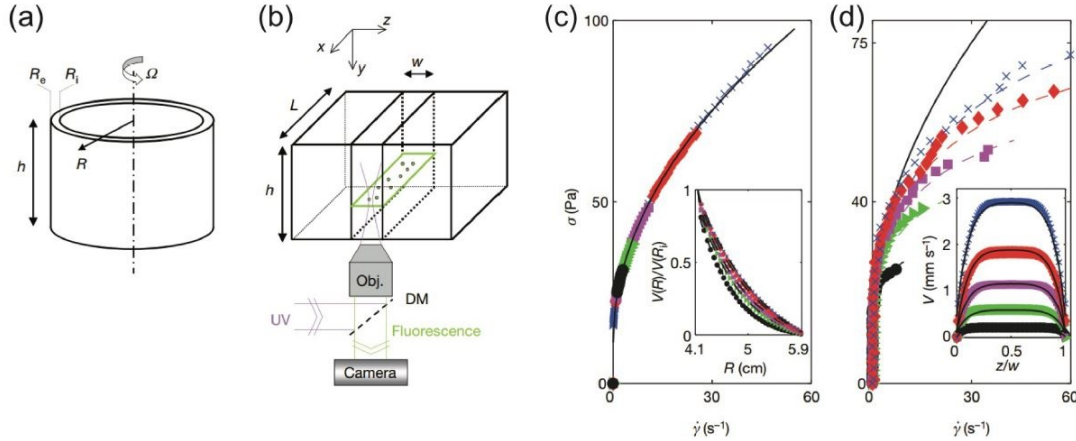 (a)
R_e R_i
Ω
h
R
(b)
z
x
y
w
L
h
Obj.
DM
UV
Fluorescence
Camera
(c)
100
50
0
σ (Pa)
0
30
60
γ̇ (s⁻¹)
1
0.5
0
V(R)/V(Rᵢ)
4.1
5
5.9
R (cm)
(d)
75
50
0
0
30
60
γ̇ (s⁻¹)
3
2
1
0
V (mm s⁻¹)
0
0.5
1
z/w